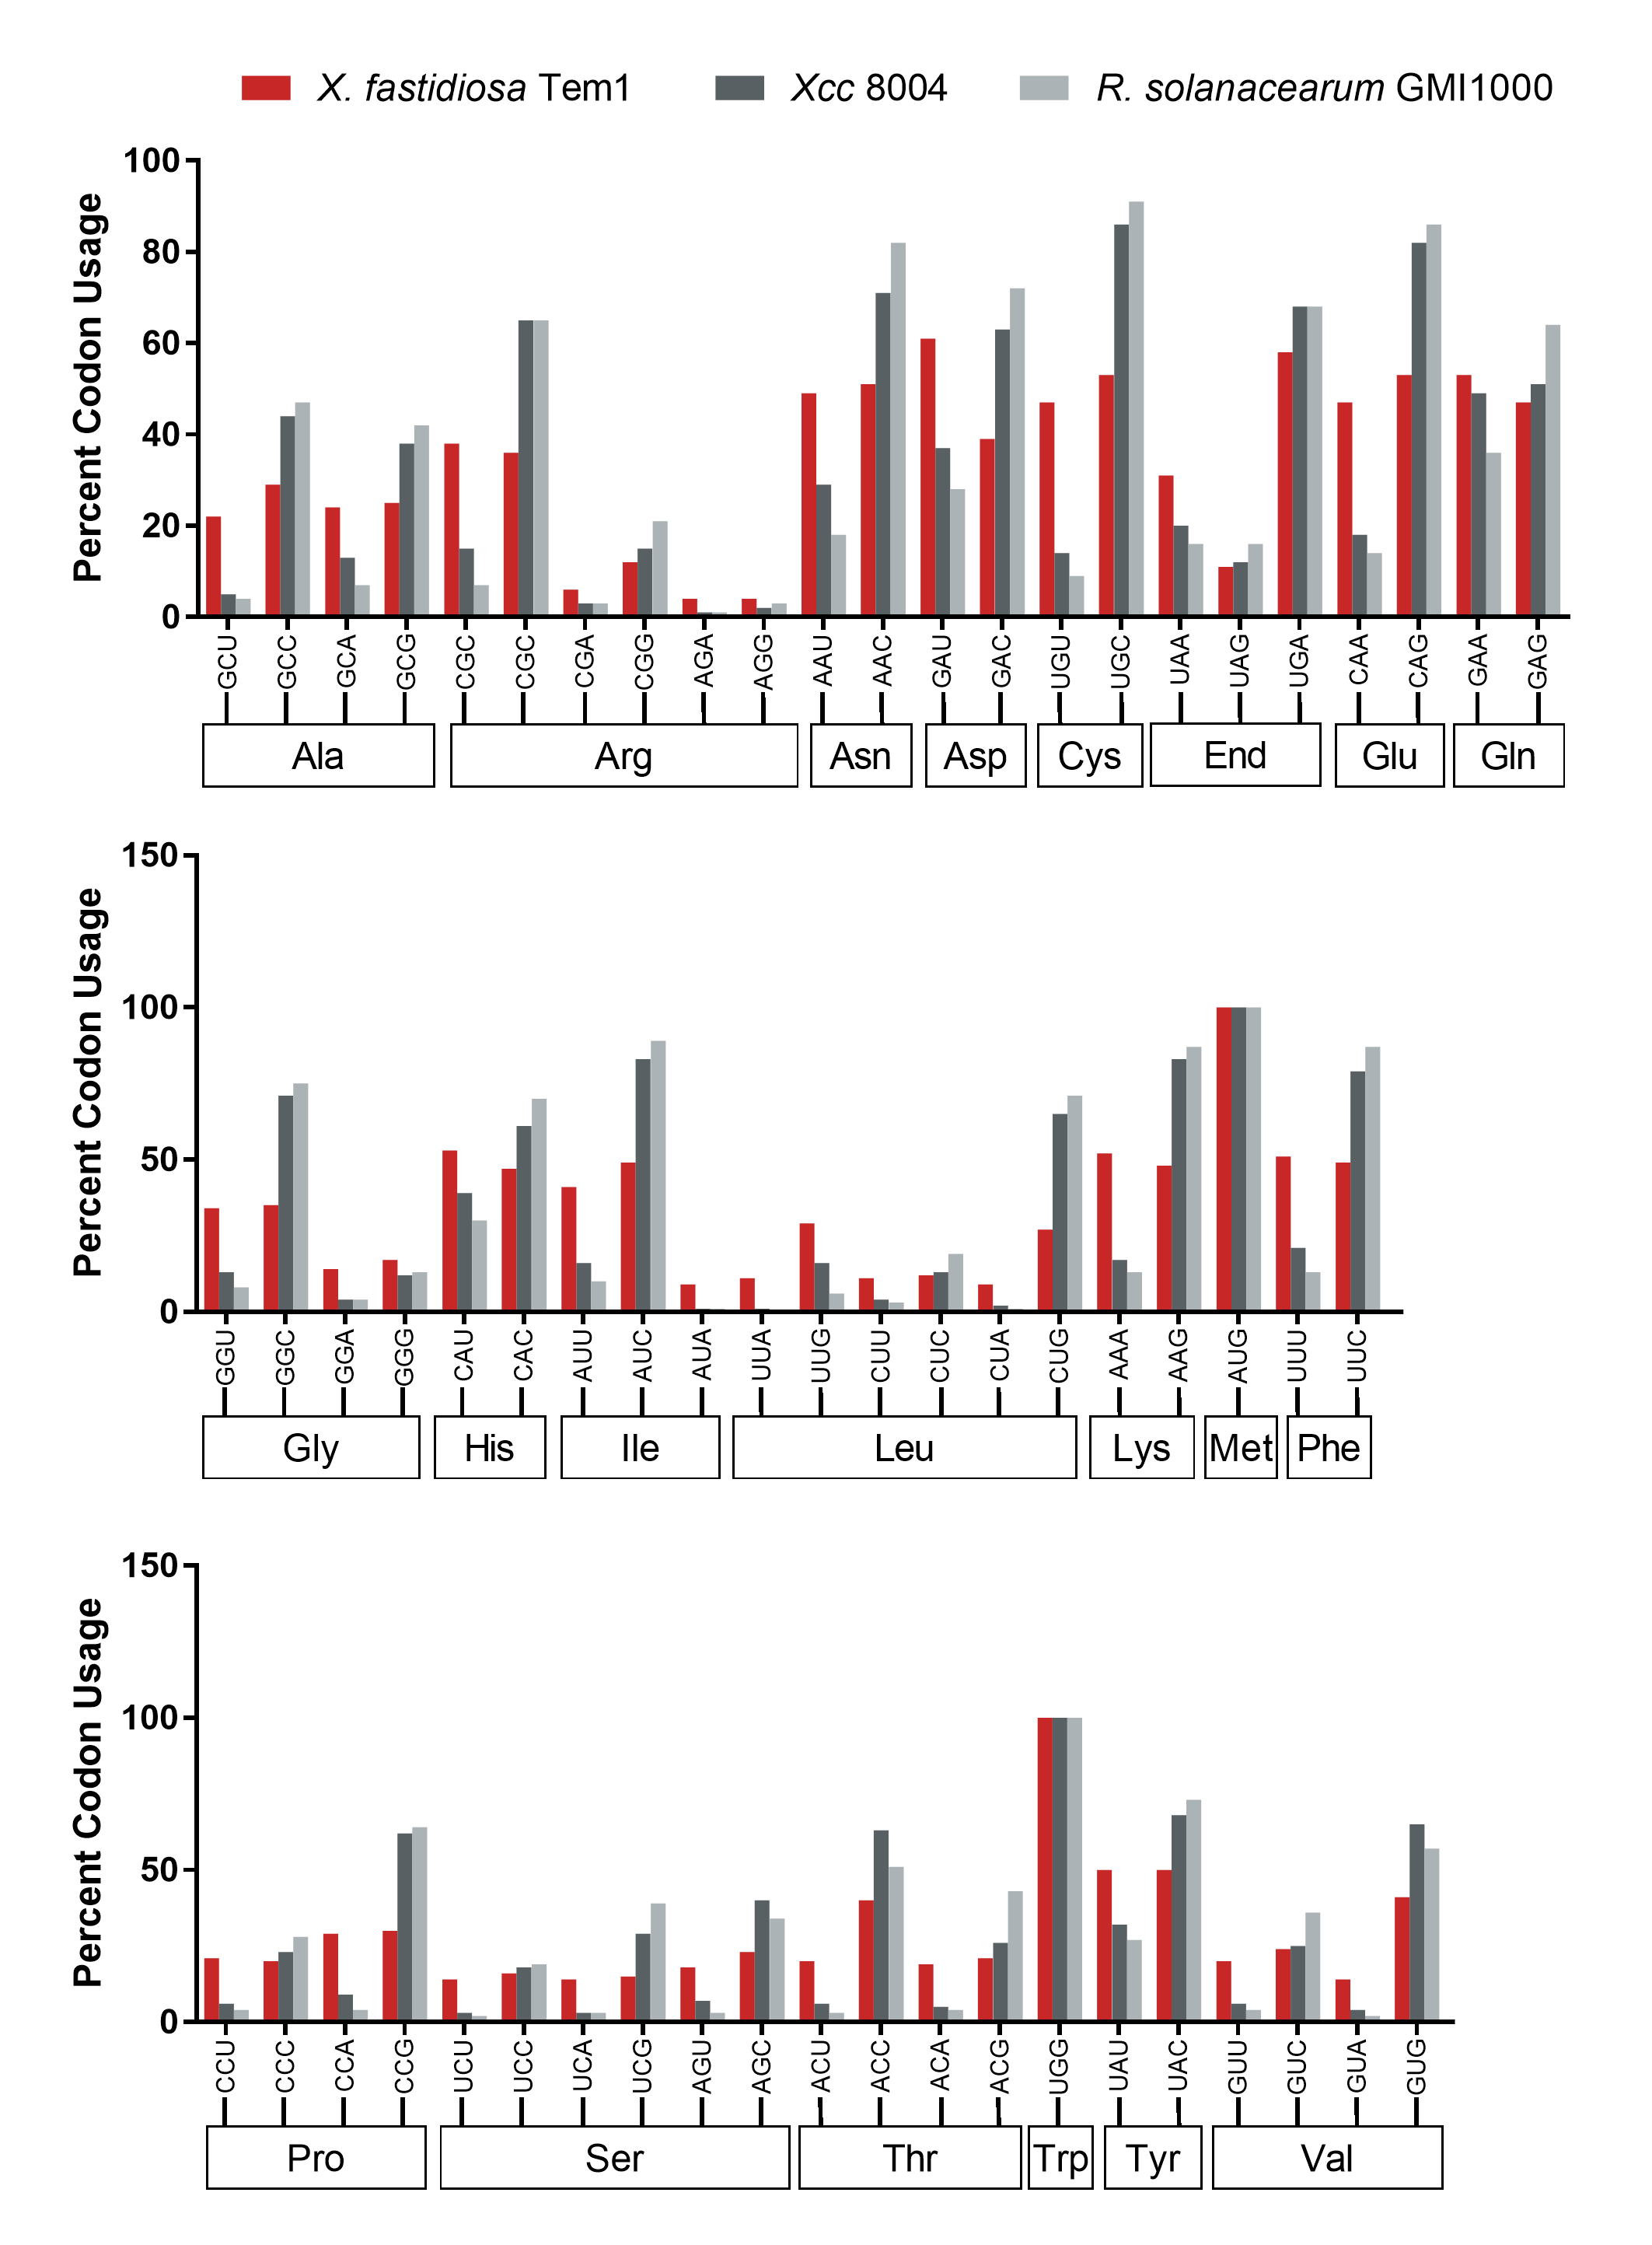 X. fastidiosa Tem1 Xcc 8004 R. solanacearum GMI1000
Percent Codon Usage
100
80
60
40
20
0
GCU GCC GCA GCG CGC CGC CGA CGG AGA AGG AAU AAC GAU GAC UGU UGC UAA UAG UGA CAA CAG GAA GAG
Ala Arg Asn Asp Cys End Glu Gln
Percent Codon Usage
150
100
50
0
GGU GGC GGA GGG CAU CAC AUU AUC AUA UUA UUG CUU CUC CUA CUG AAA AAG AUG UUU UUC
Gly His Ile Leu Lys Met Phe
Percent Codon Usage
150
100
50
0
CCU CCC CCA CCG UCU UCC UCA UCG AGU AGC ACU ACC ACA ACG UGG UAU UAC GUU GUC GUA GUG
Pro Ser Thr Trp Tyr Val